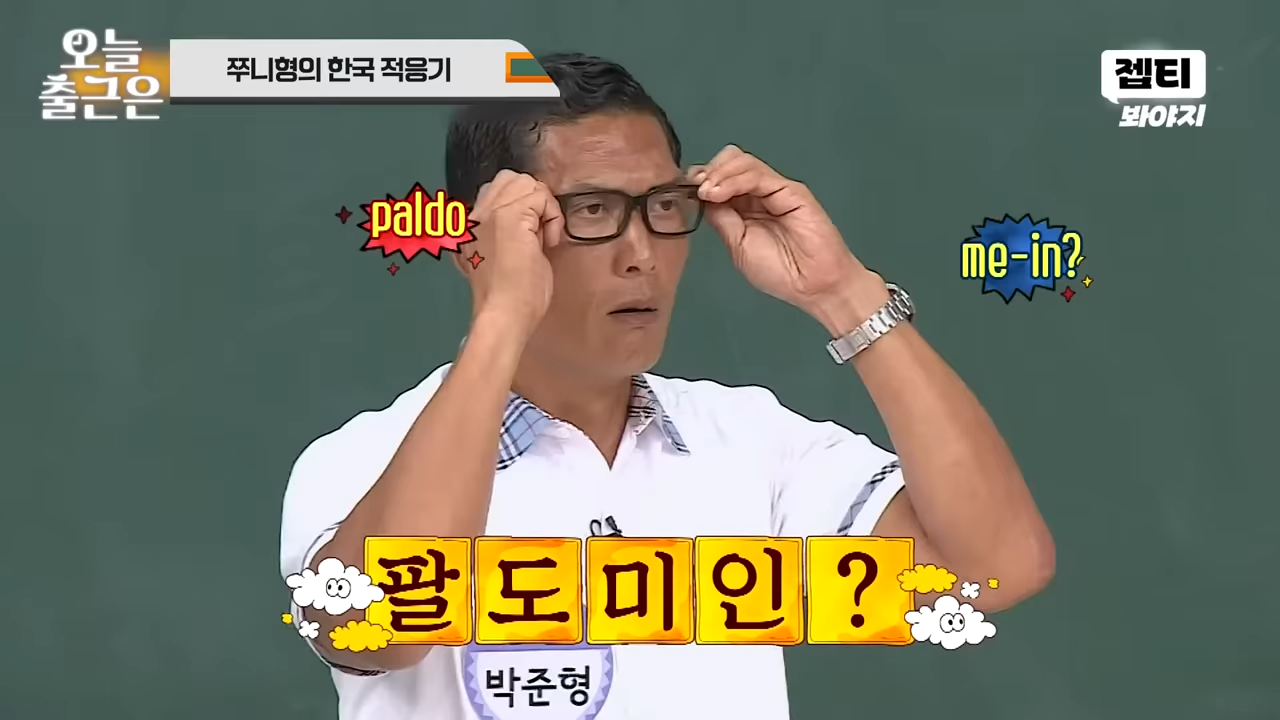 오늘
출근은
쭈니형의 한국 적응기
젭티
봐야지
paldo
me-in?
팔도미인?
박준형